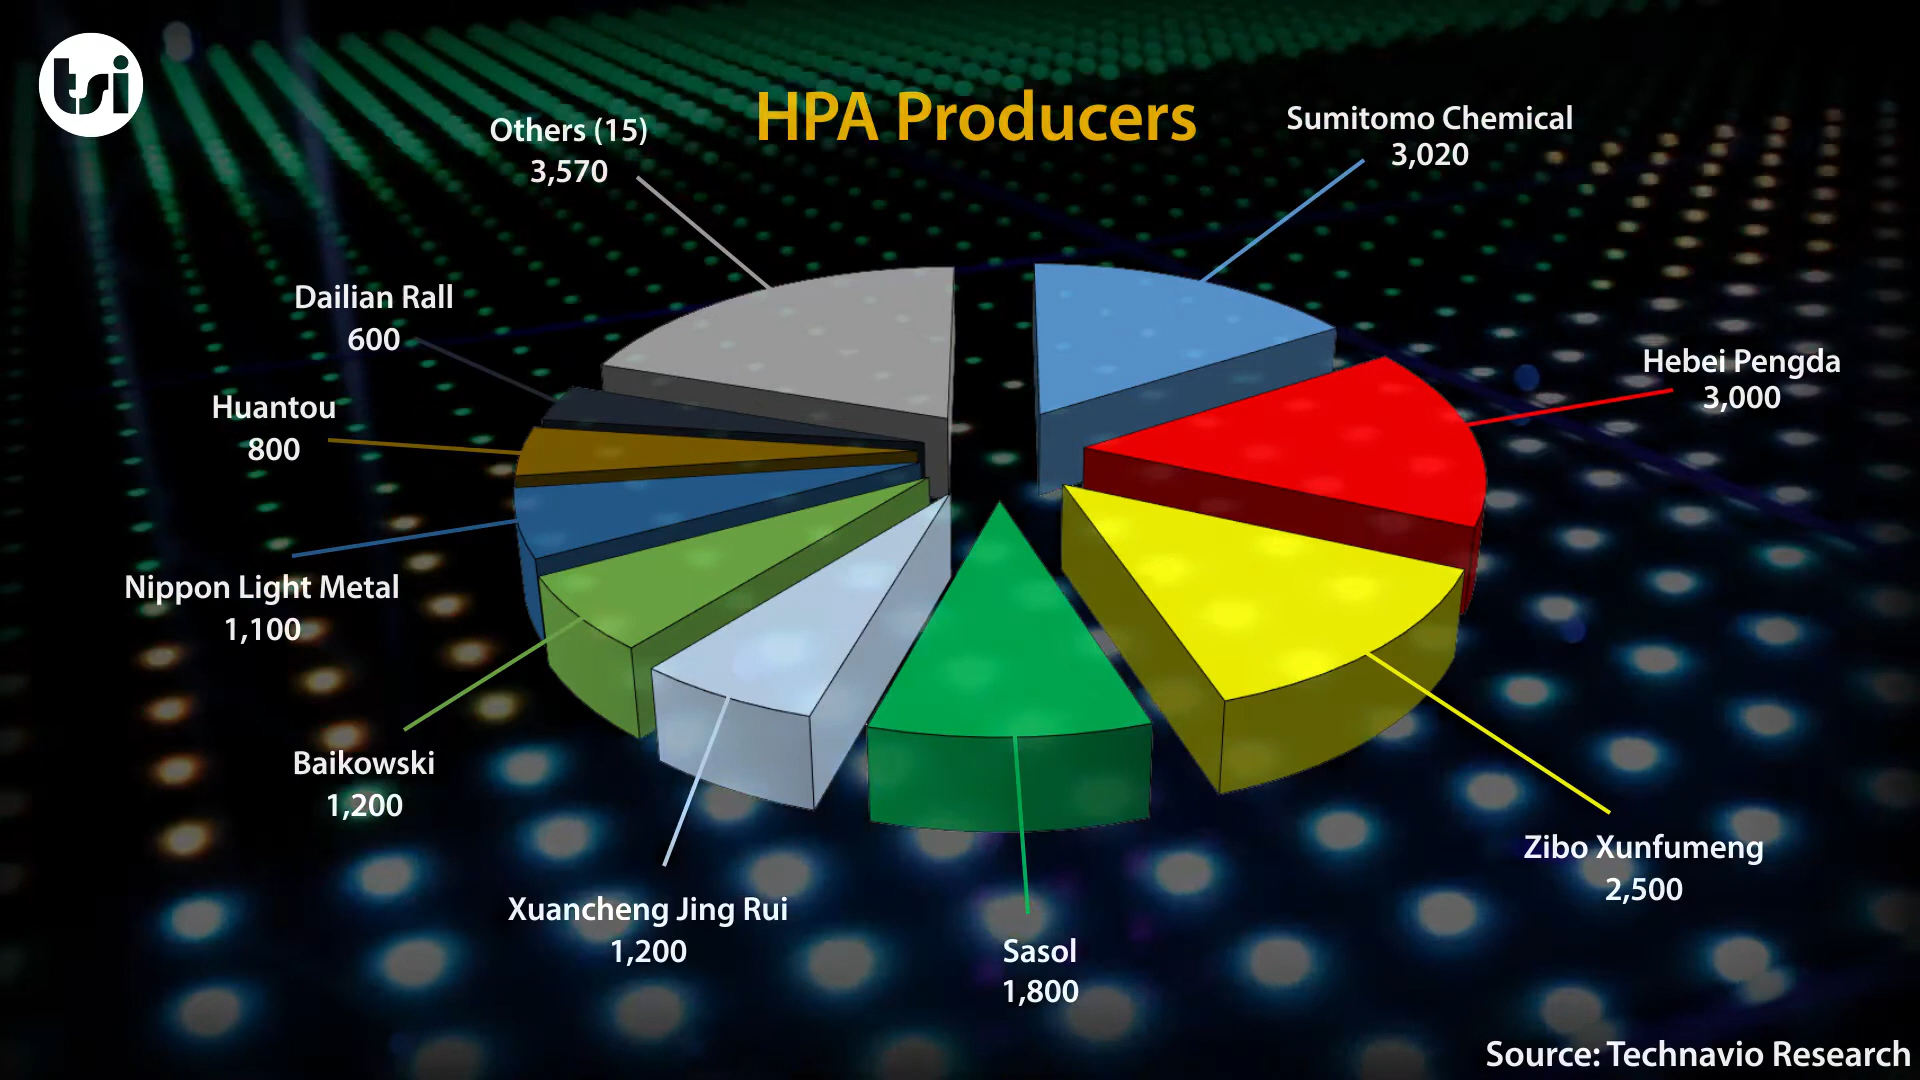 tsi
HPA Producers
Others (15)
3,570
Sumitomo Chemical
3,020
Dailian Rall
600
Hebei Pengda
3,000
Huantou
800
Nippon Light Metal
1,100
Baikowski
1,200
Zibo Xunfumeng
2,500
Xuancheng Jing Rui
1,200
Sasol
1,800
Source: Technavio Research